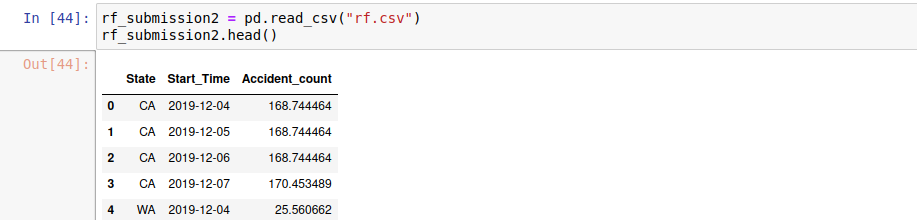 In [44]: rf_submission2 = pd.read_csv("rf.csv")
rf_submission2.head()
Out[44]:
State Start_Time Accident_count
0 CA 2019-12-04 168.744464
1 CA 2019-12-05 168.744464
2 CA 2019-12-06 168.744464
3 CA 2019-12-07 170.453489
4 WA 2019-12-04 25.560662